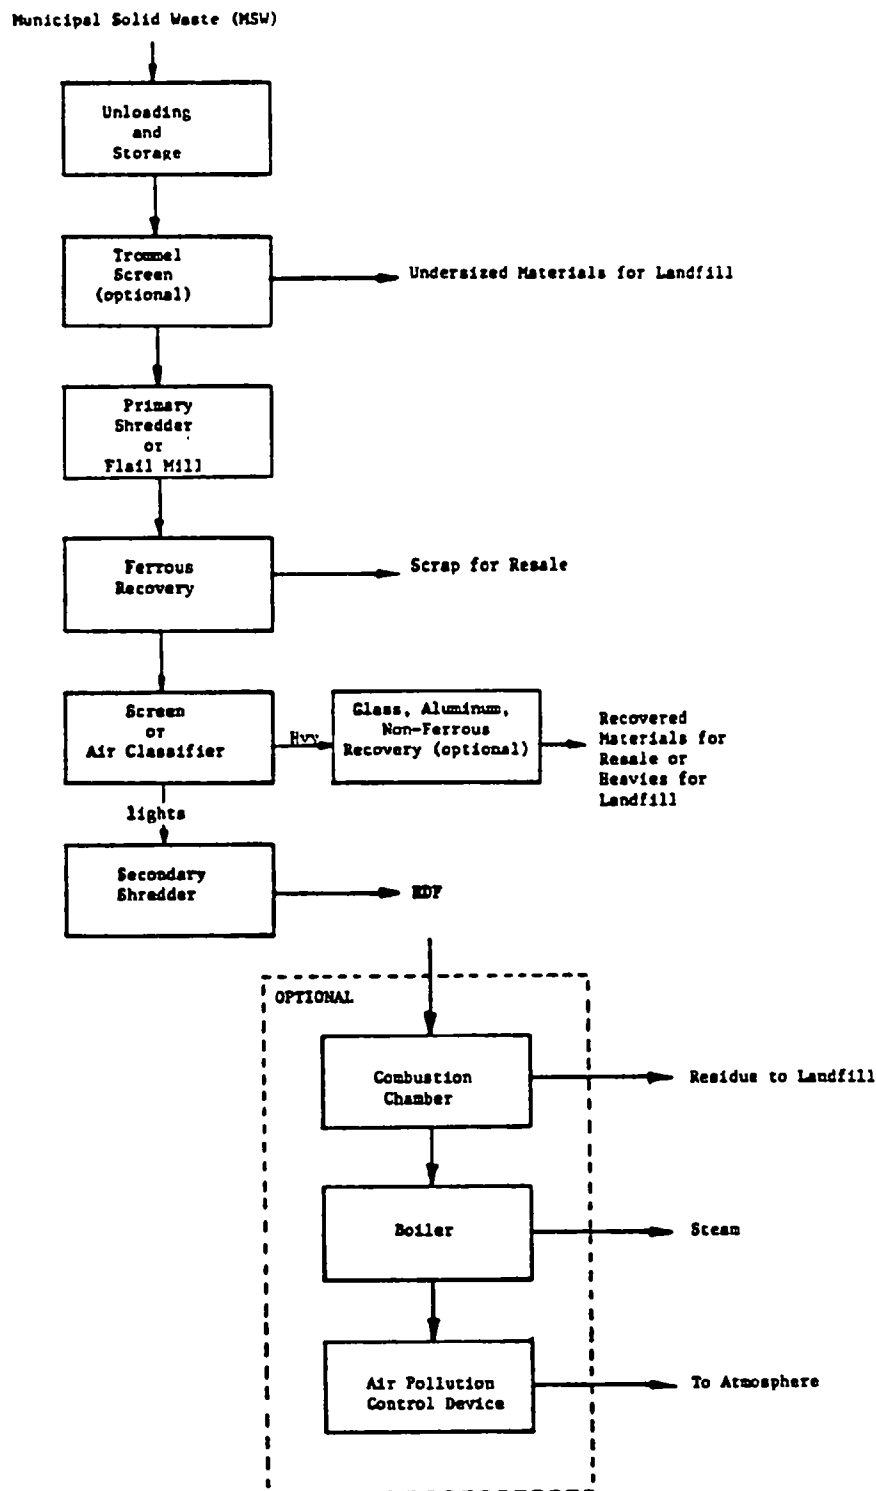 Municipal Solid Waste (MSW)
Unloading
and
Storage
Trommel
Screen
(optional)
Undersized Materials for Landfill
Primary
Shredder
or
Flail Mill
Ferrous
Recovery
Scrap for Resale
Screen
or
Air Classifier
Hvy
Glass, Aluminum,
Non-Ferrous
Recovery (optional)
Recovered
Materials for
Resale or
Heavies for
Landfill
lights
Secondary
Shredder
RDF
OPTIONAL
Combustion
Chamber
Residue to Landfill
Boiler
Steam
Air Pollution
Control Device
To Atmosphere